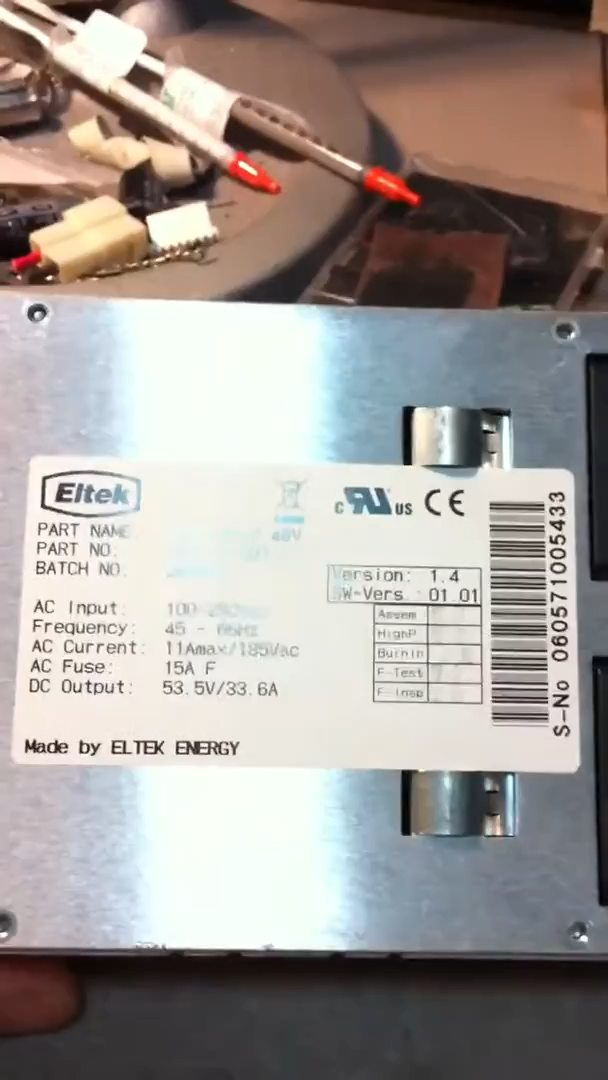 Eltek
c RU us CE
PART NAME
48V
PART NO:
BATCH NO.
Version: 1.4
SW-Vers. 01.01
AC Input:
Frequency: 45 - 66Hz
AC Current: 11Amax/185Vac
AC Fuse: 15A F
DC Output: 53.5V/33.6A
Assem
HighP
Burnin
F-Test
F-Insp
Made by ELTEK ENERGY
S-No 060571005433